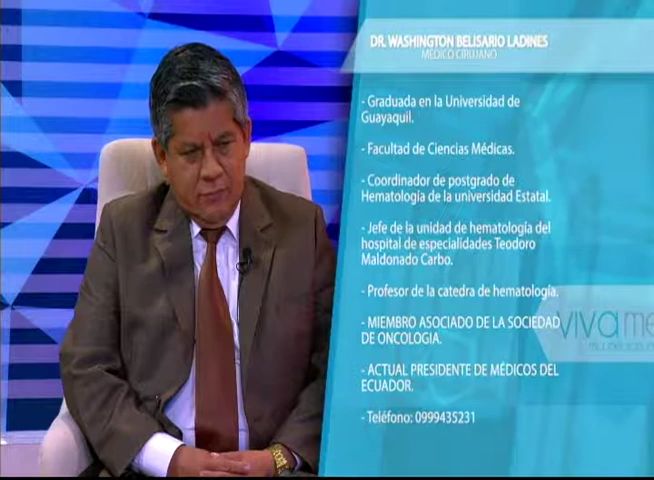 DR. WASHINGTON BELISARIO LADINES
MÉDICO CIRUJANO
- Graduada en la Universidad de
Guayaquil.
- Facultad de Ciencias Médicas.
- Coordinador de postgrado de
Hematología de la universidad Estatal.
- Jefe de la unidad de hematología del
hospital de especialidades Teodoro
Maldonado Carbo.
- Profesor de la catedra de hematología.
- MIEMBRO ASOCIADO DE LA SOCIEDAD
DE ONCOLOGIA.
- ACTUAL PRESIDENTE DE MÉDICOS DEL
ECUADOR.
- Teléfono: 0999435231
vivame